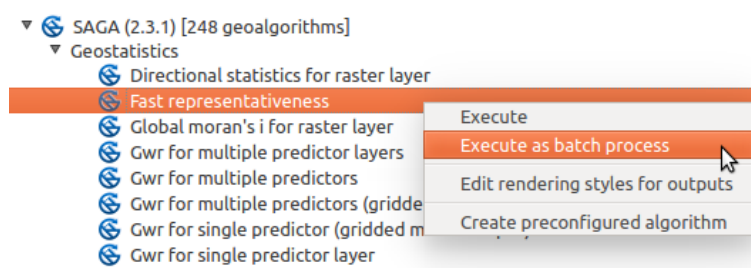 SAGA (2.3.1) [248 geoalgorithms]
Geostatistics
Directional statistics for raster layer
Fast representativeness
Execute
Global moran's i for raster layer
Execute as batch process
Gwr for multiple predictor layers
Gwr for multiple predictors
Edit rendering styles for outputs
Gwr for multiple predictors (gridde
Create preconfigured algorithm
Gwr for single predictor (gridded m
Gwr for single predictor layer